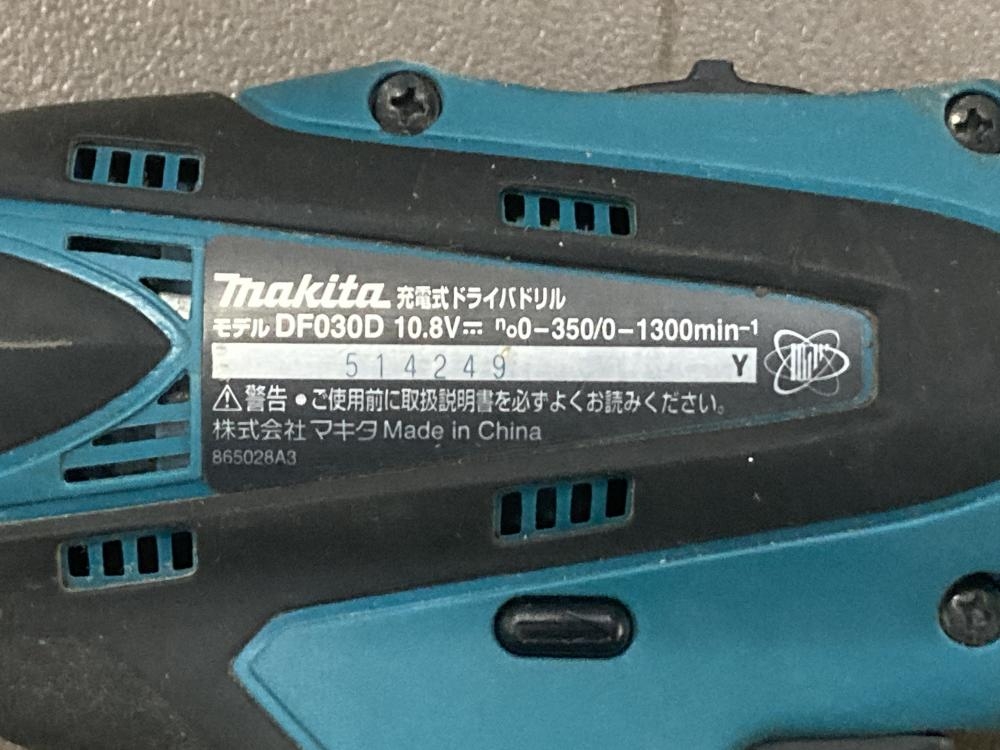 makita 充電式ドライバドリル
モデル DF030D 10.8V⎓ n₀0-350/0-1300min-1
514249 Y
⚠警告 ●ご使用前に取扱説明書を必ずよくお読みください。
株式会社 マキタ Made in China
865028A3